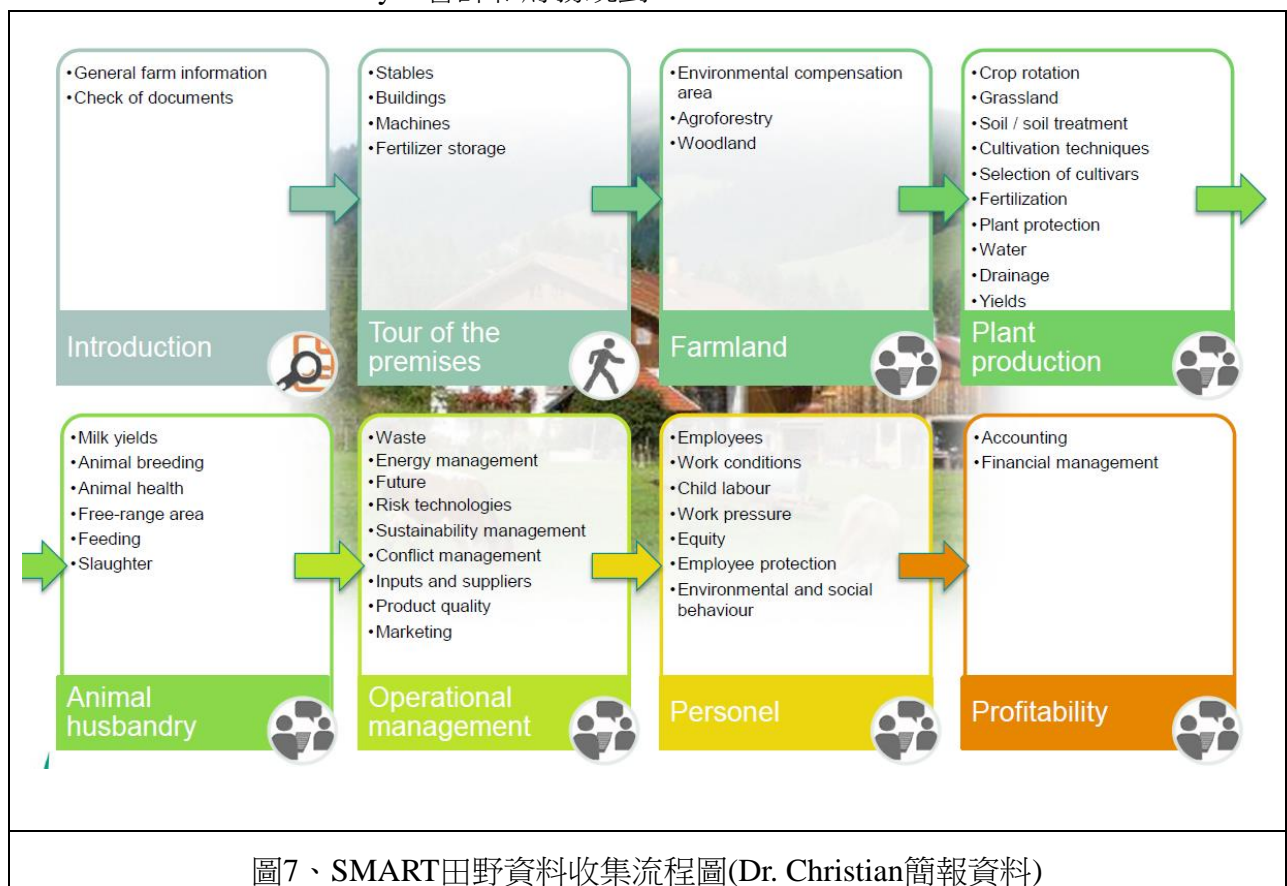 •General farm information
•Check of documents
Introduction
•Stables
•Buildings
•Machines
•Fertilizer storage
Tour of the
premises
•Environmental compensation
area
•Agroforestry
•Woodland
Farmland
•Crop rotation
•Grassland
•Soil / soil treatment
•Cultivation techniques
•Selection of cultivars
•Fertilization
•Plant protection
•Water
•Drainage
•Yields
Plant
production
•Milk yields
•Animal breeding
•Animal health
•Free-range area
•Feeding
•Slaughter
Animal
husbandry
•Waste
•Energy management
•Future
•Risk technologies
•Sustainability management
•Conflict management
•Inputs and suppliers
•Product quality
•Marketing
Operational
management
•Employees
•Work conditions
•Child labour
•Work pressure
•Equity
•Employee protection
•Environmental and social
behaviour
Personel
•Accounting
•Financial management
Profitability
圖7、SMART田野資料收集流程圖(Dr. Christian簡報資料)